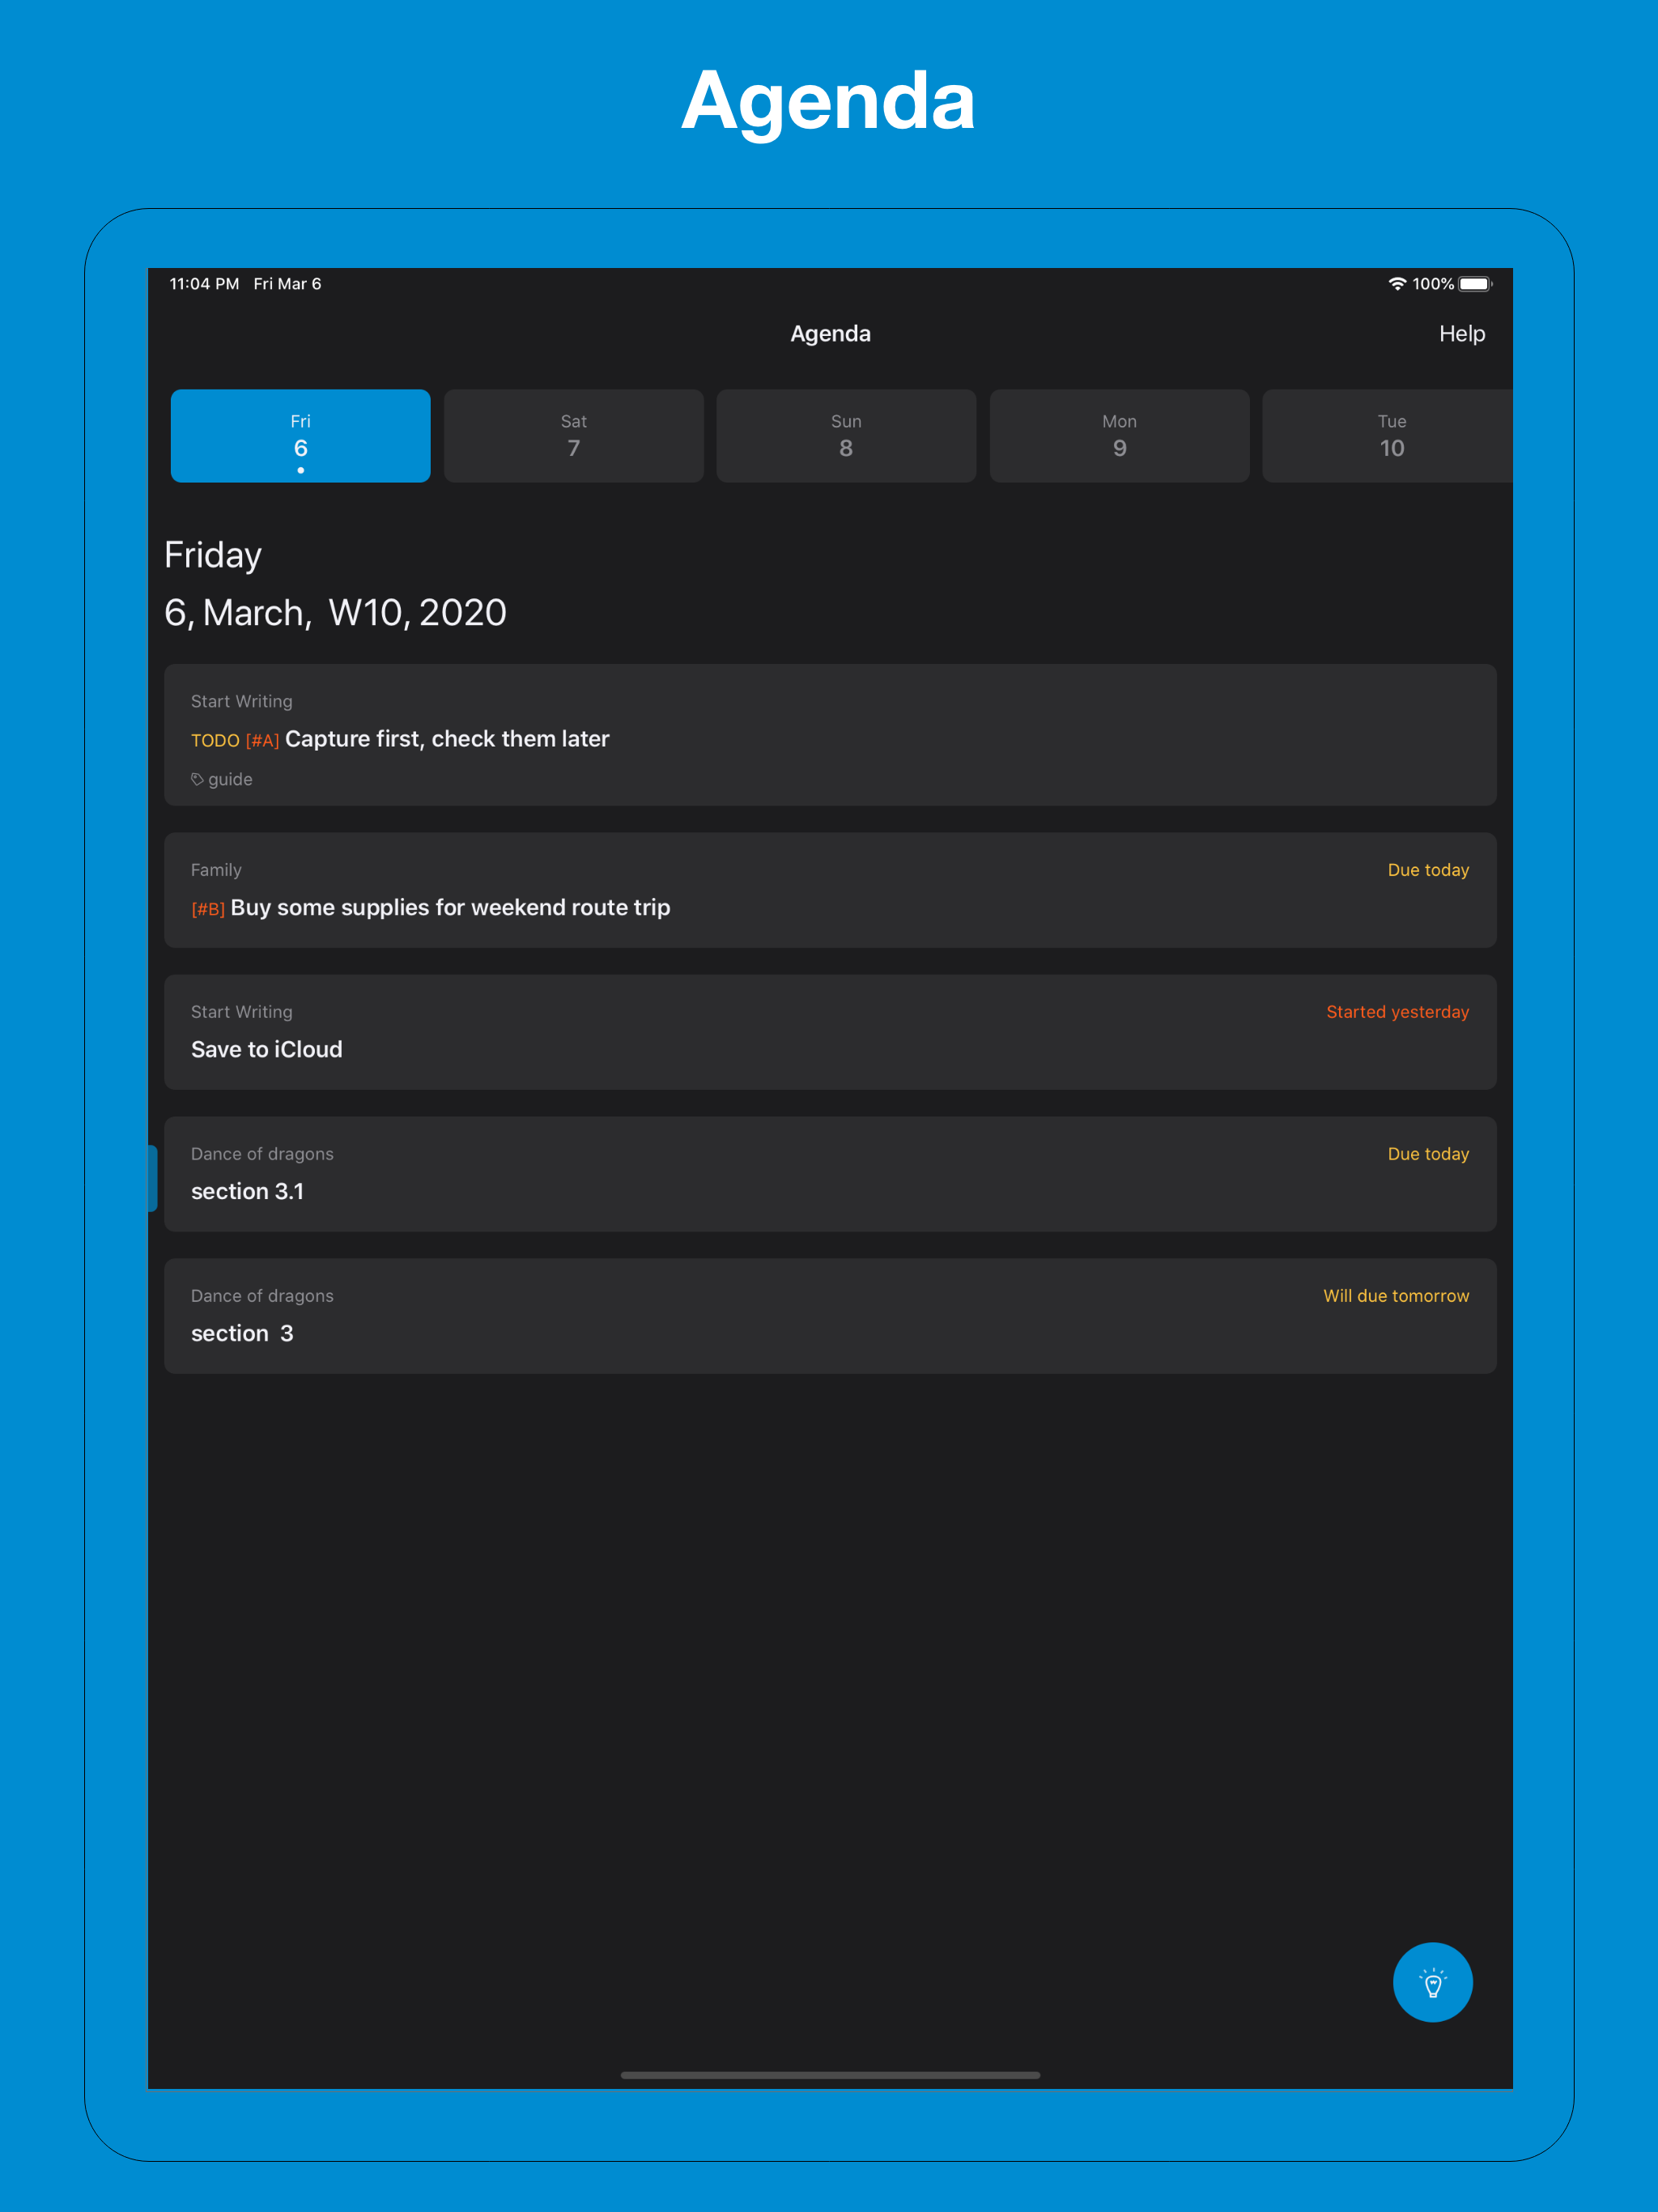 Agenda
11:04 PM Fri Mar 6 100%
Agenda Help
Fri Sat Sun Mon Tue
6 7 8 9 10
Friday
6, March, W10, 2020
Start Writing
TODO [#A] Capture first, check them later
guide
Family Due today
[#B] Buy some supplies for weekend route trip
Start Writing Started yesterday
Save to iCloud
Dance of dragons Due today
section 3.1
Dance of dragons Will due tomorrow
section 3